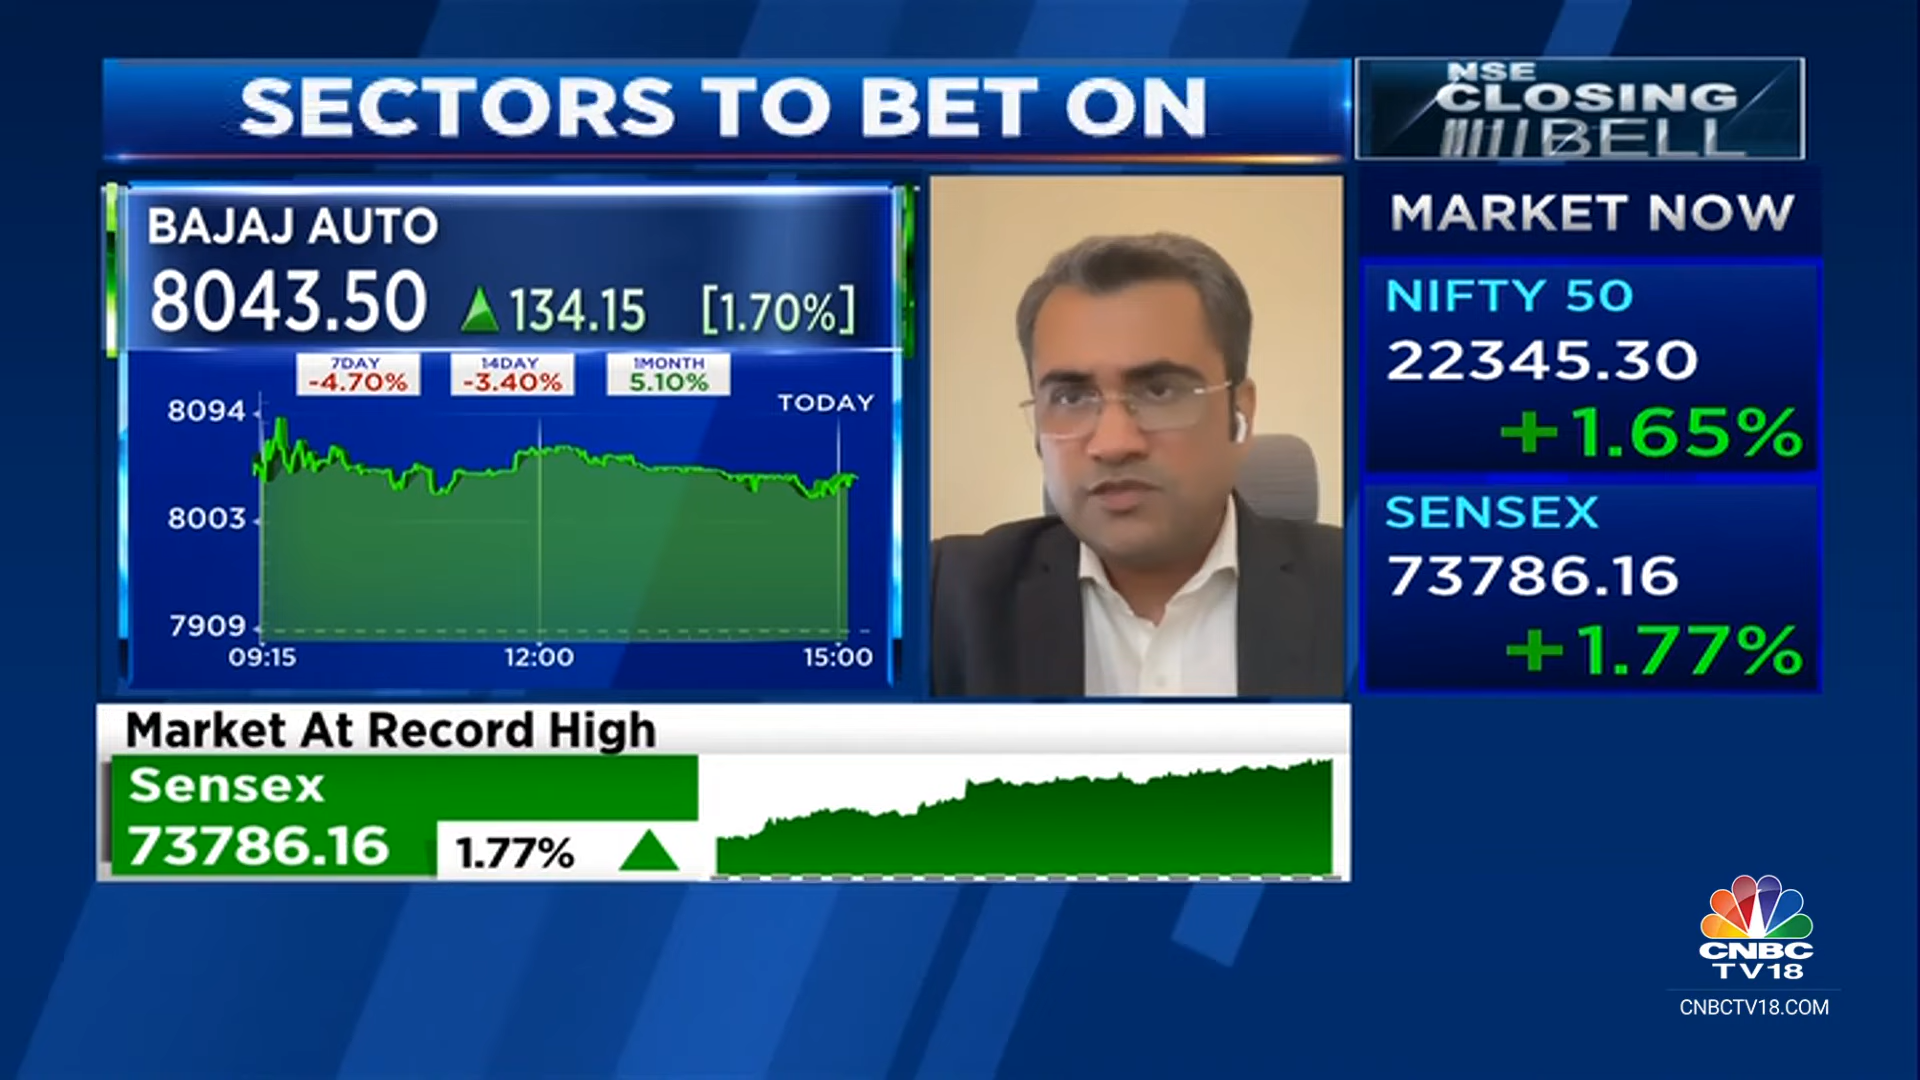 SECTORS TO BET ON
NSE
CLOSING
BELL
BAJAJ AUTO
8043.50 ▲ 134.15 [1.70%]
7DAY
-4.70%
14DAY
-3.40%
1MONTH
5.10%
TODAY
8094
8003
7909
09:15 12:00 15:00
MARKET NOW
NIFTY 50
22345.30
+1.65%
SENSEX
73786.16
+1.77%
Market At Record High
Sensex
73786.16 1.77% ▲
CNBC
TV18
CNBCTV18.COM